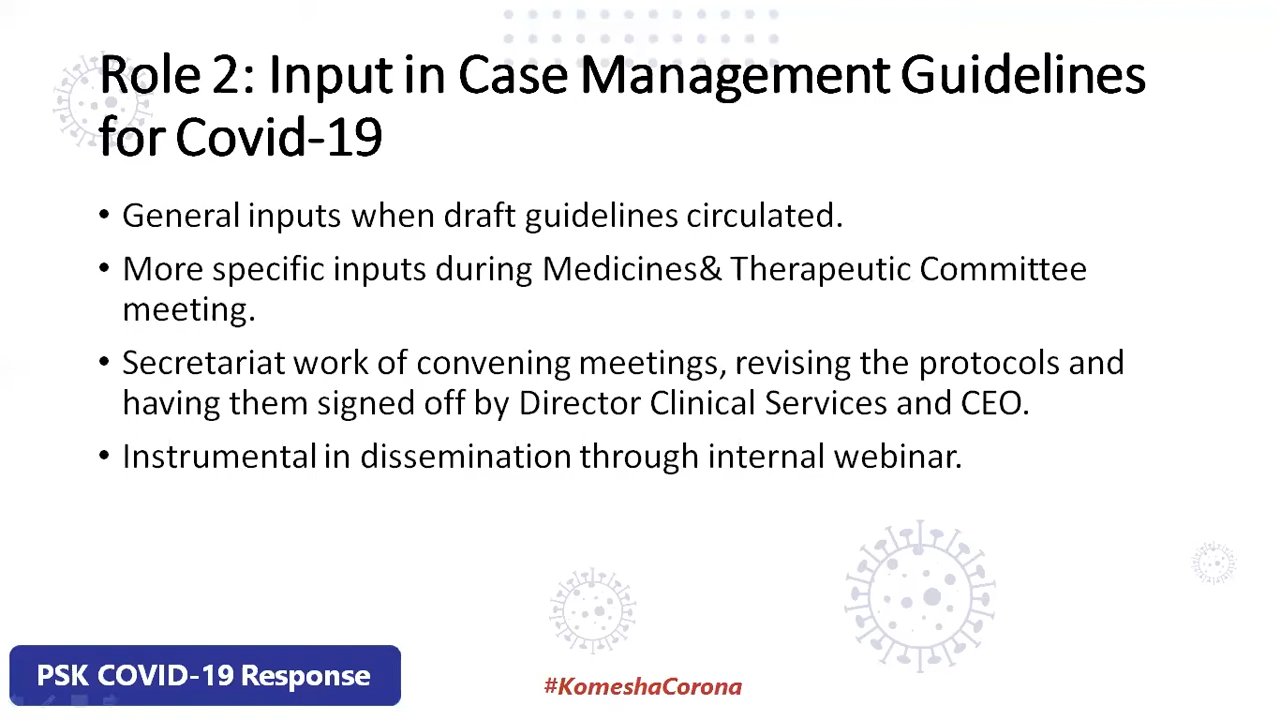 Role 2: Input in Case Management Guidelines
for Covid-19
• General inputs when draft guidelines circulated.
• More specific inputs during Medicines& Therapeutic Committee
meeting.
• Secretariat work of convening meetings, revising the protocols and
having them signed off by Director Clinical Services and CEO.
• Instrumental in dissemination through internal webinar.
PSK COVID-19 Response
#KomeshaCorona